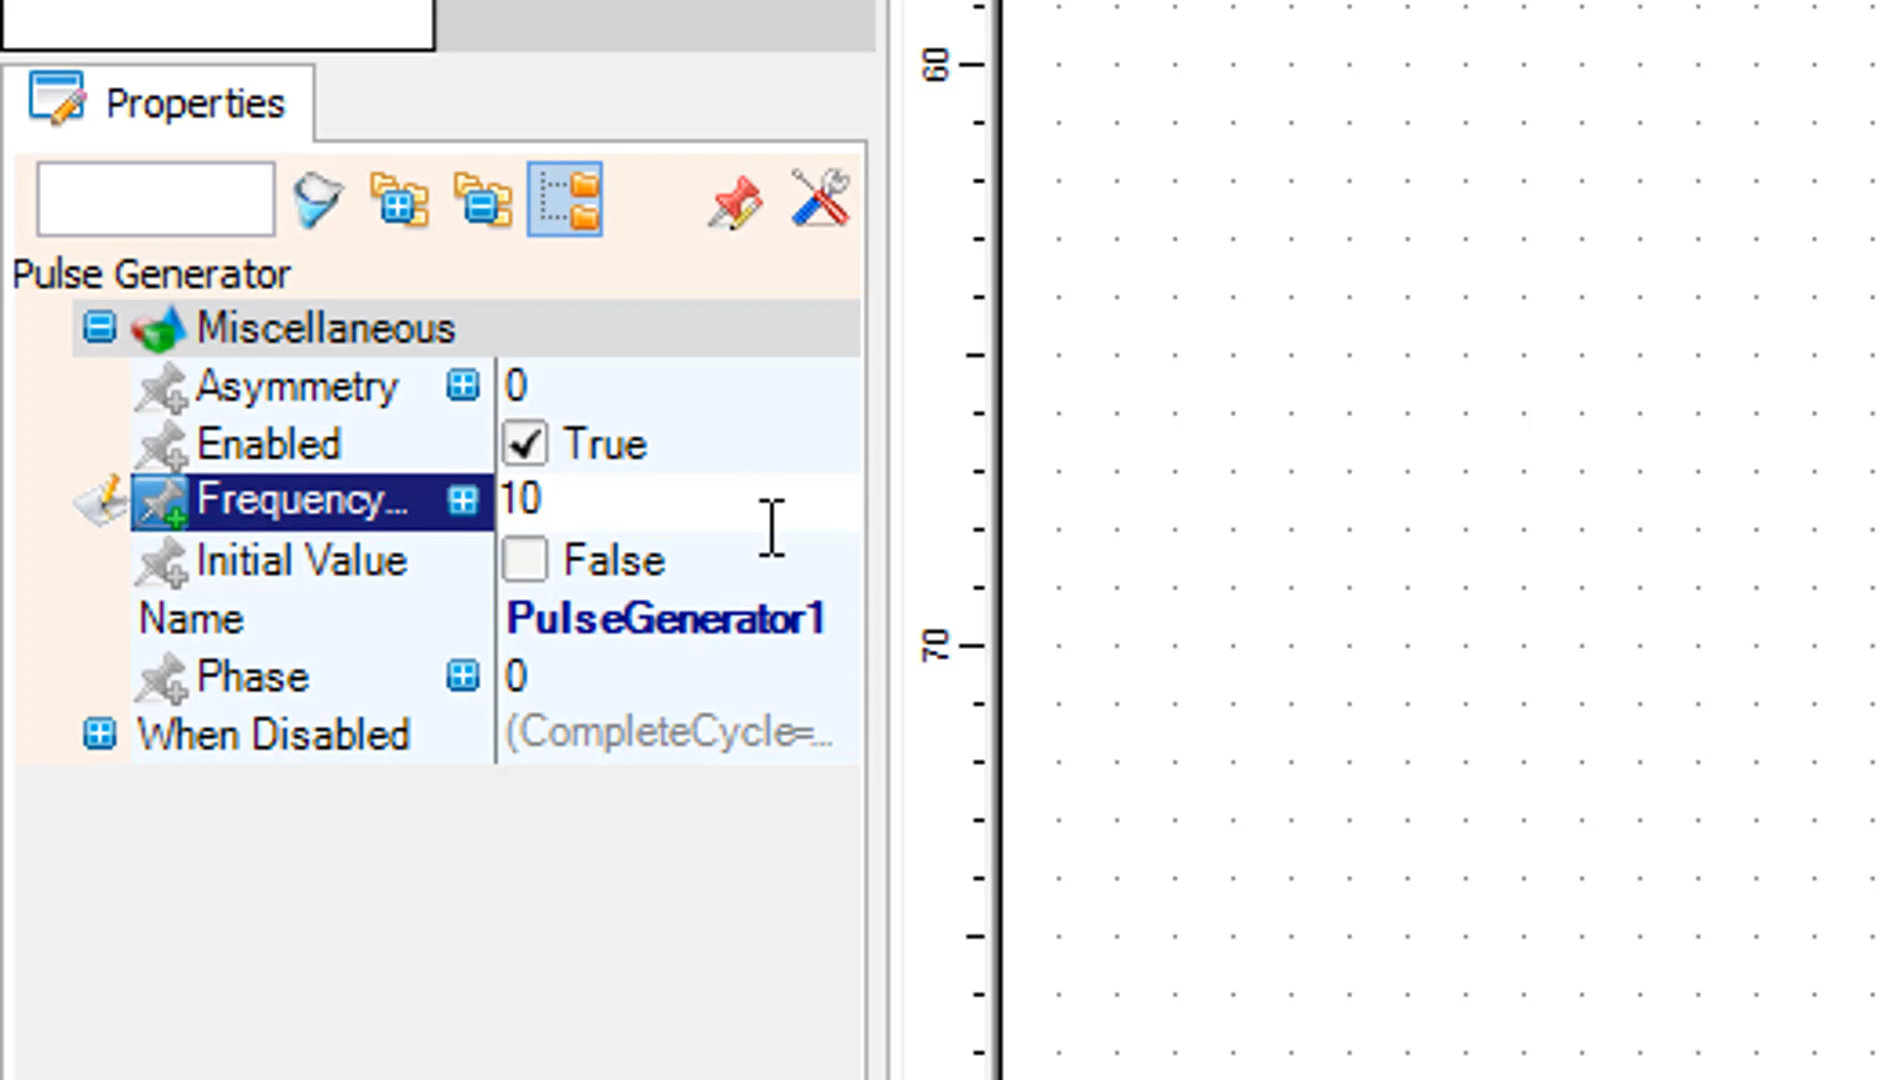 Properties
Pulse Generator
Miscellaneous
Asymmetry 0
Enabled True
Frequency... 10
Initial Value False
Name PulseGenerator1
Phase 0
When Disabled (CompleteCycle=...
60
70